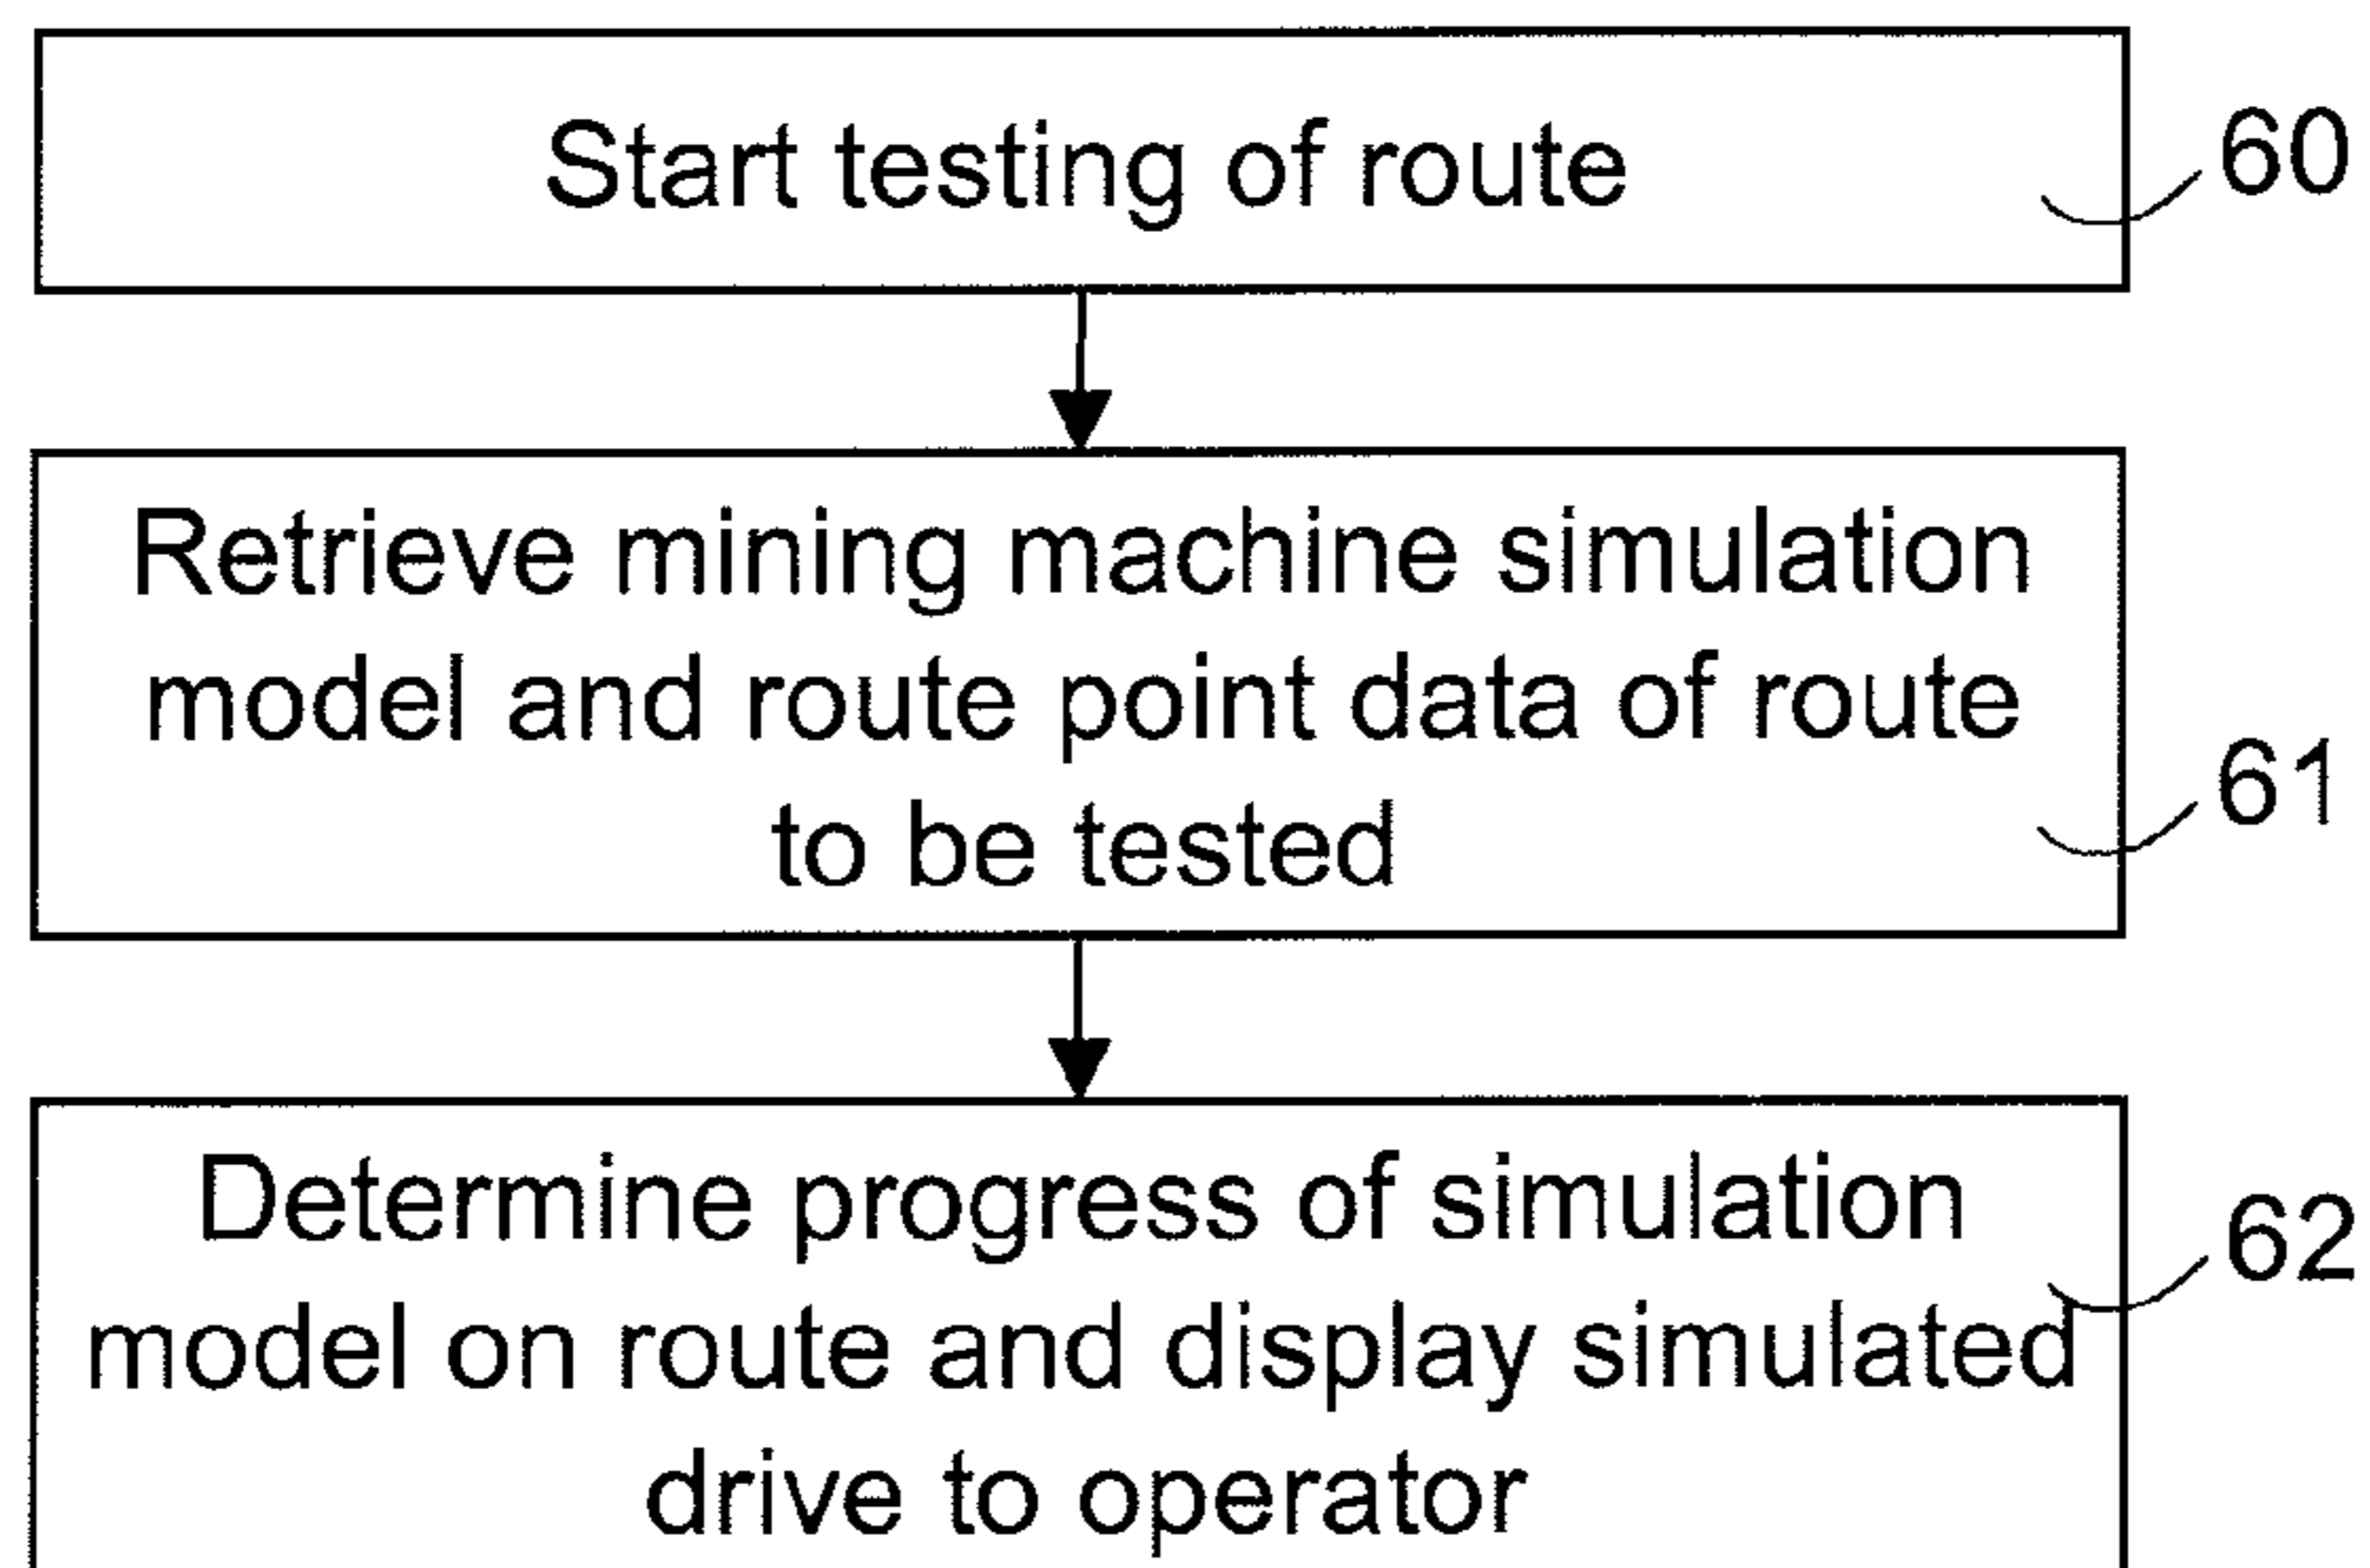 Start testing of route
60
Retrieve mining machine simulation
model and route point data of route
to be tested
61
Determine progress of simulation
model on route and display simulated
drive to operator
62